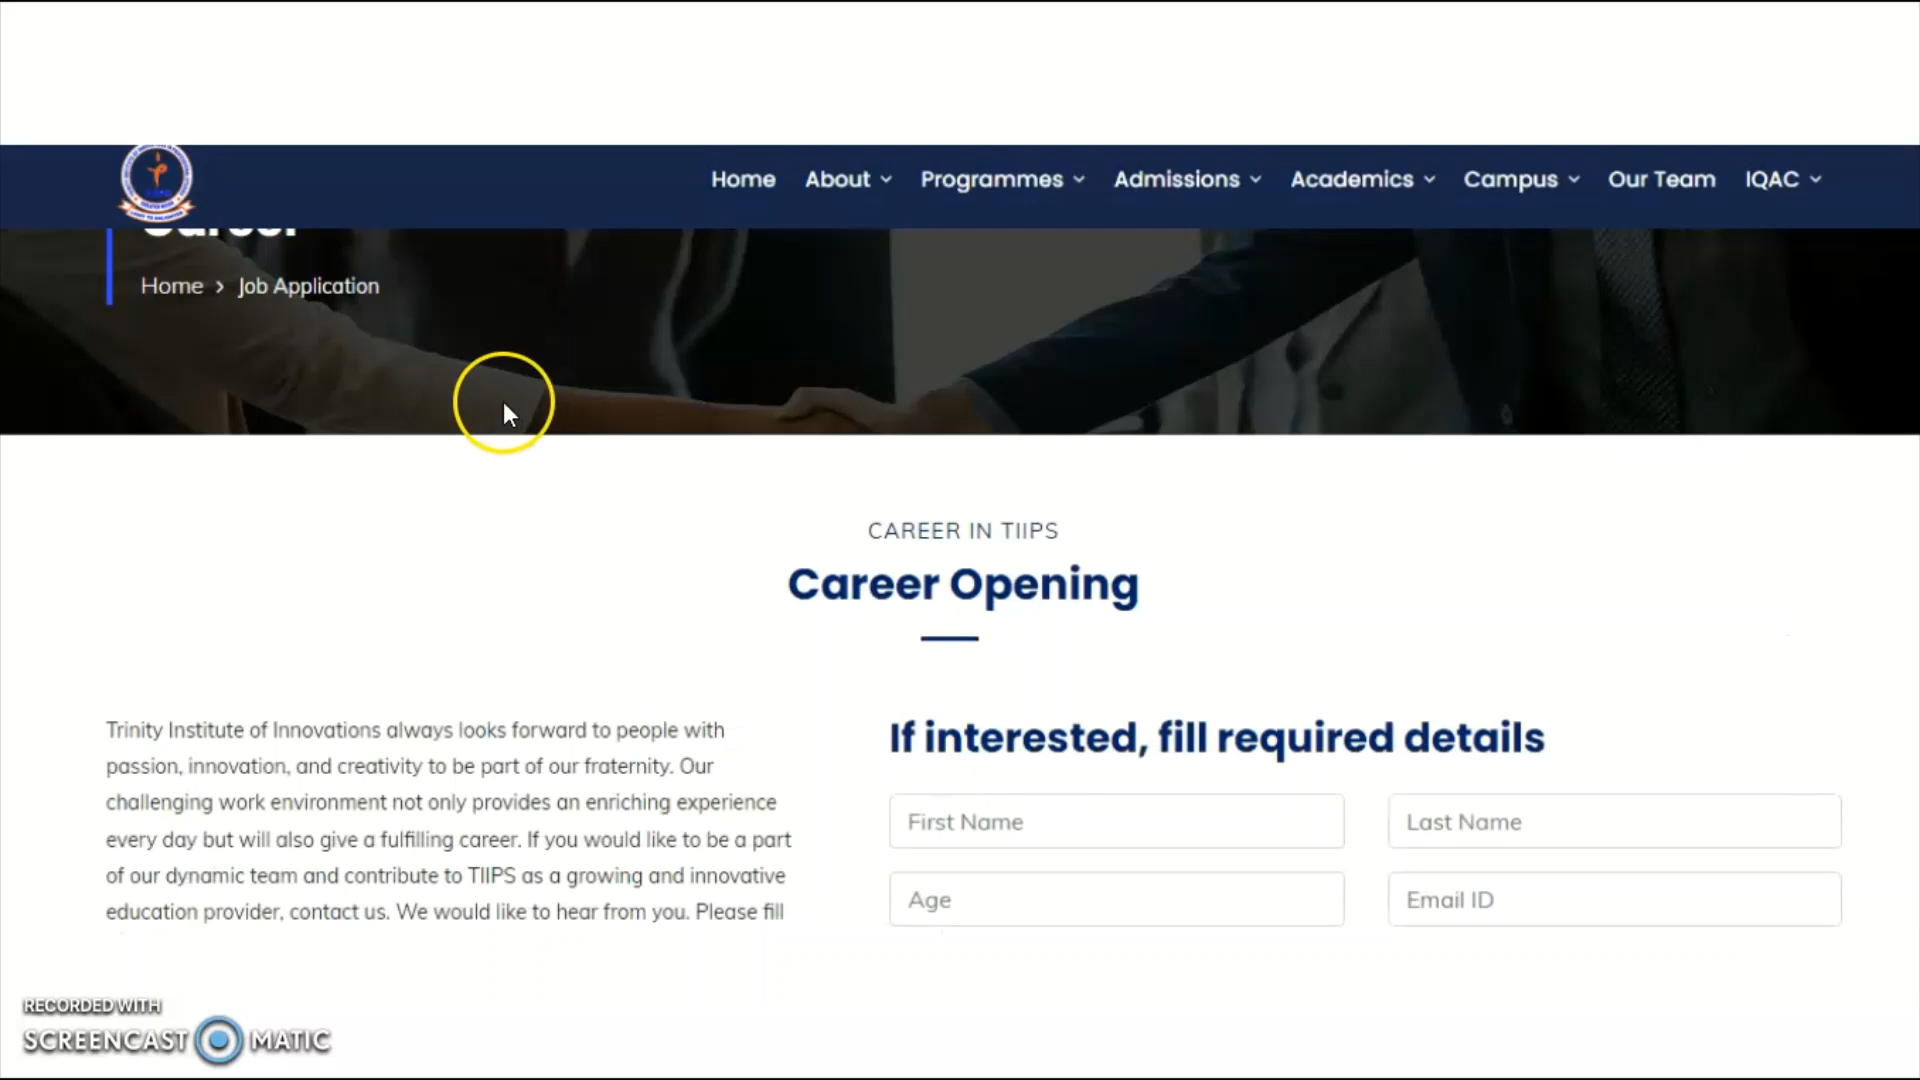 Home About Programmes Admissions Academics Campus Our Team IQAC
Career
Home > Job Application
CAREER IN TIIPS
Career Opening
Trinity Institute of Innovations always looks forward to people with
passion, innovation, and creativity to be part of our fraternity. Our
challenging work environment not only provides an enriching experience
every day but will also give a fulfilling career. If you would like to be a part
of our dynamic team and contribute to TIIPS as a growing and innovative
education provider, contact us. We would like to hear from you. Please fill
If interested, fill required details
First Name
Last Name
Age
Email ID
RECORDED WITH
SCREENCAST MATIC